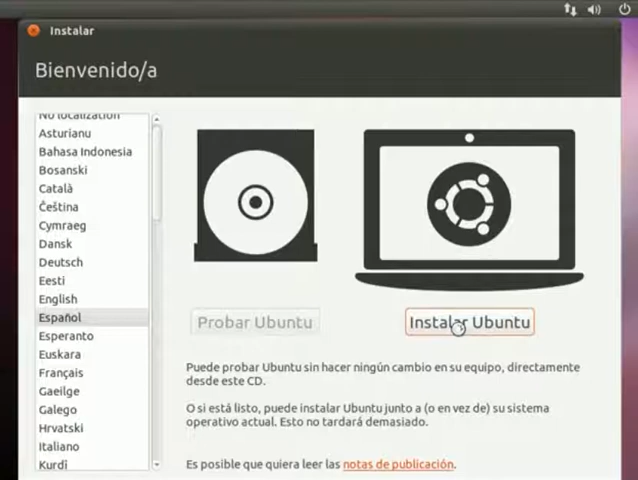 Instalar
Bienvenido/a
No localization
Asturianu
Bahasa Indonesia
Bosanski
Català
Čeština
Cymraeg
Dansk
Deutsch
Eesti
English
Español
Esperanto
Euskara
Français
Gaeilge
Galego
Hrvatski
Italiano
Kurdî
Probar Ubuntu
Instalar Ubuntu
Puede probar Ubuntu sin hacer ningún cambio en su equipo, directamente
desde este CD.
O si está listo, puede instalar Ubuntu junto a (o en vez de) su sistema
operativo actual. Esto no tardará demasiado.
Es posible que quiera leer las notas de publicación.